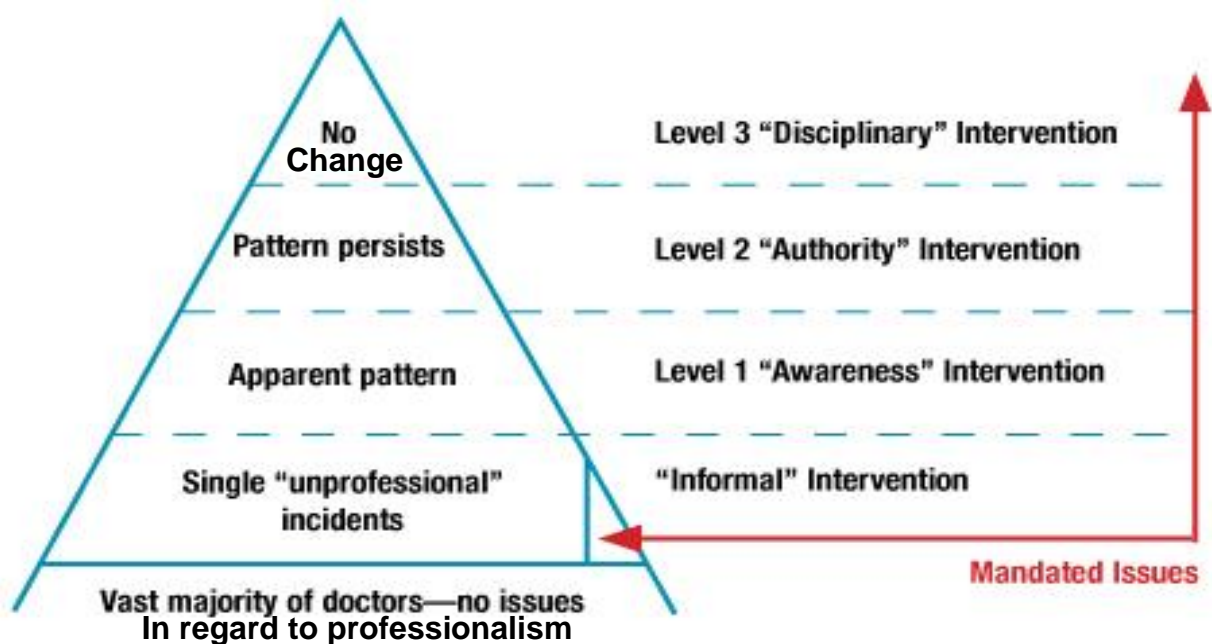 No
Change
Level 3 “Disciplinary” Intervention
Pattern persists
Level 2 “Authority” Intervention
Apparent pattern
Level 1 “Awareness” Intervention
Single “unprofessional”
incidents
“Informal” Intervention
Mandated Issues
Vast majority of doctors—no issues
In regard to professionalism